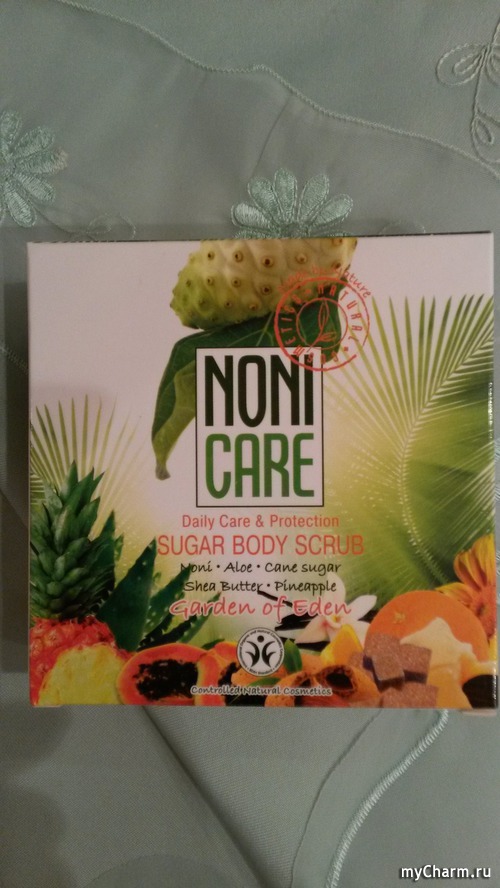 NONI
CARE
Daily Care & Protection
SUGAR BODY SCRUB
Noni • Aloe • Cane sugar
Shea Butter • Pineapple
Garden of Eden
Controlled Natural Cosmetics
myCharm.ru